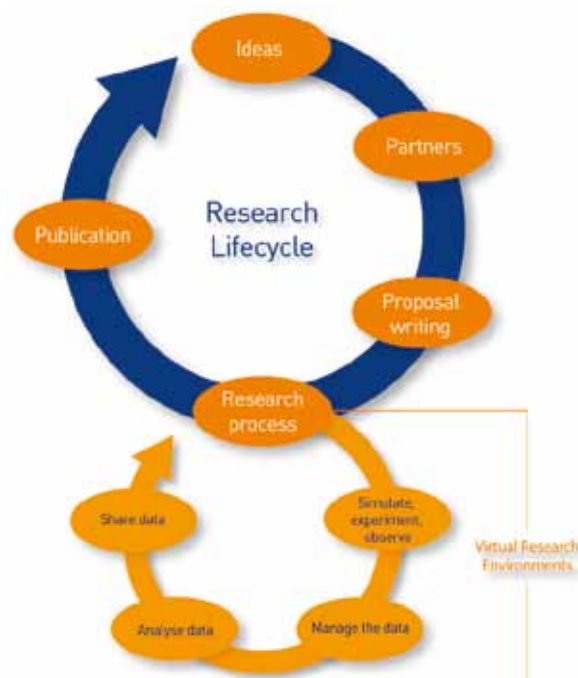 Ideas
Partners
Research
Lifecycle
Publication
Proposal
writing
Research
process
Share data
Simulate,
experiment,
observe
Virtual Research
Environments
Analyse data
Manage the data